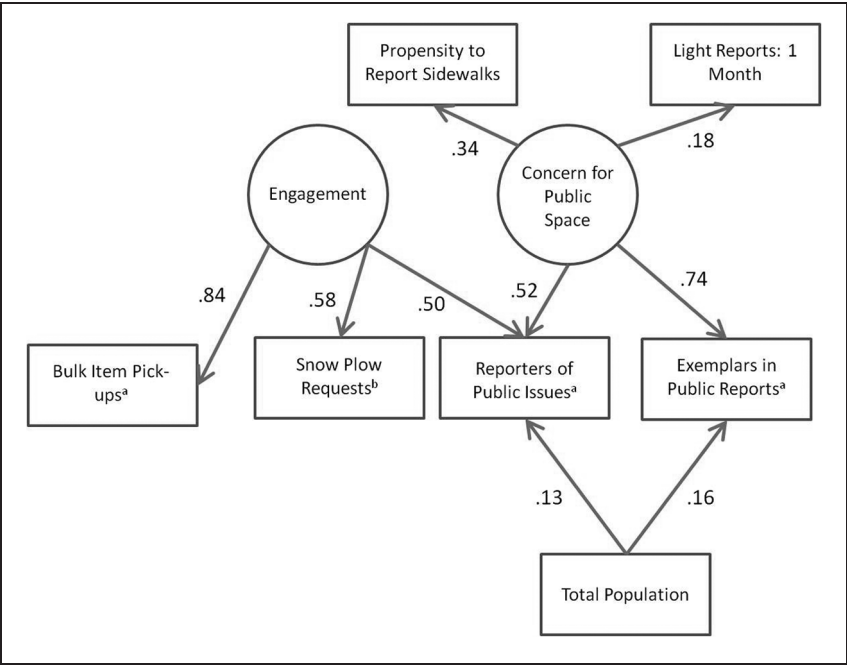 Propensity to
Report Sidewalks
Light Reports: 1
Month
.34
.18
Engagement
Concern for
Public
Space
.84
.58
.50
.52
.74
Bulk Item Pick-
upsᵃ
Snow Plow
Requestsᵇ
Reporters of
Public Issuesᵃ
Exemplars in
Public Reportsᵃ
.13
.16
Total Population